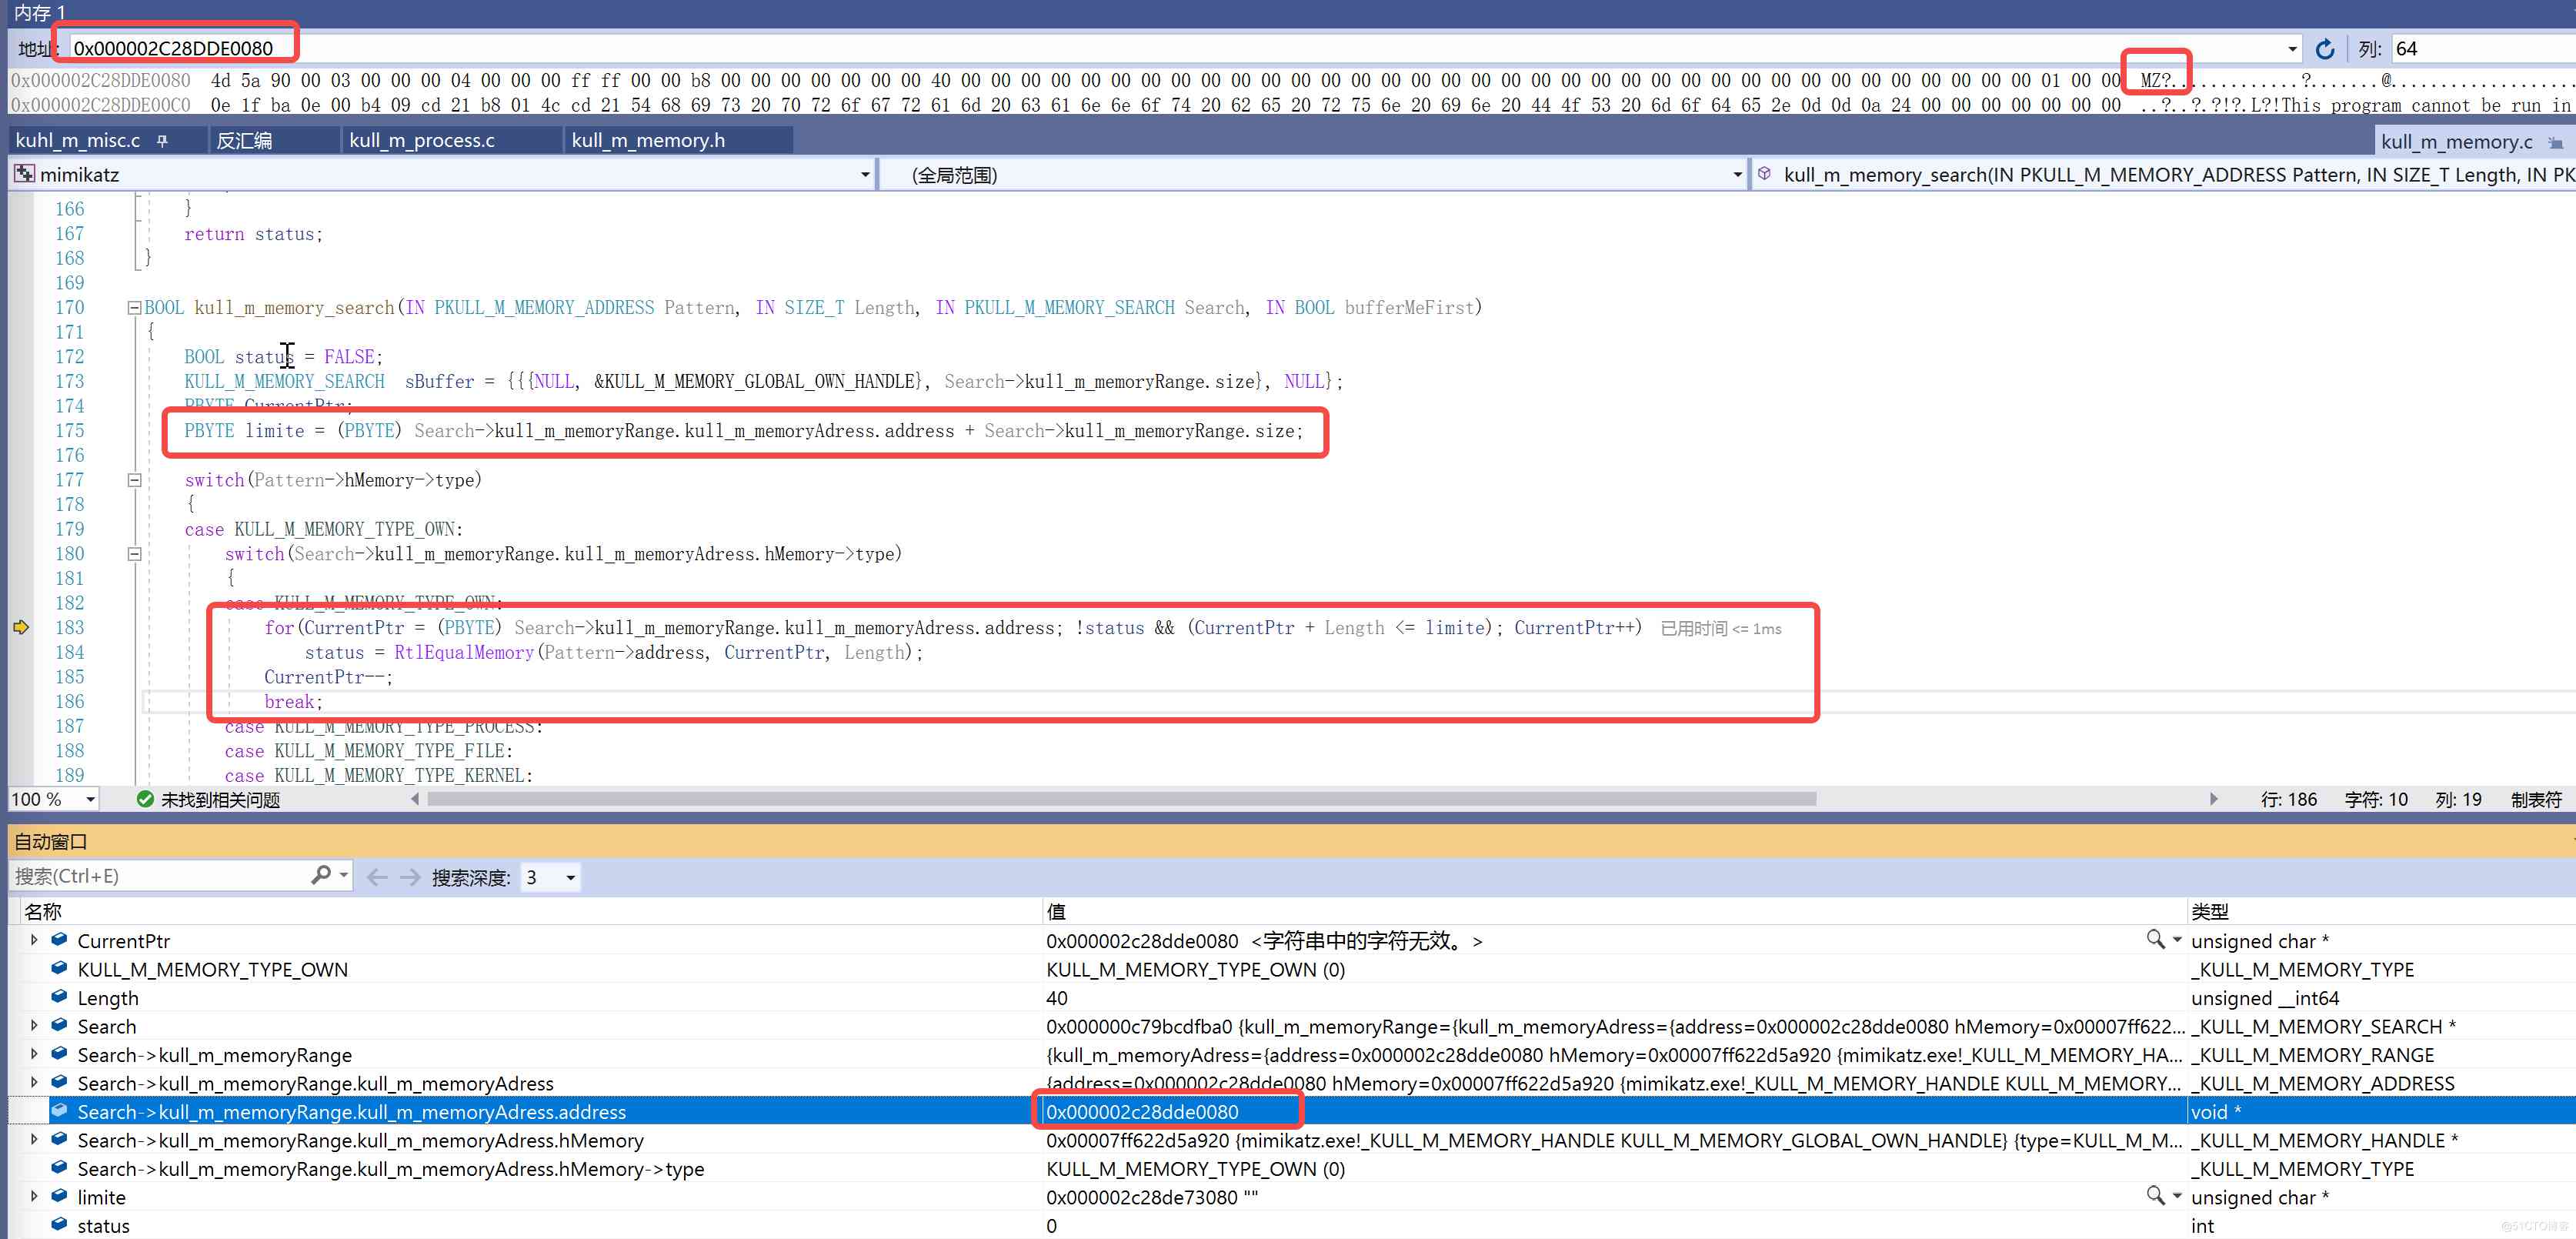 内存 1
地址: 0x000002C28DDE0080 列: 64
0x000002C28DDE0080 4d 5a 90 00 03 00 00 00 04 00 00 00 ff ff 00 00 b8 00 00 00 00 00 00 00 40 00 00 00 00 00 00 00 00 00 00 00 00 00 00 00 00 00 00 00 00 00 00 00 00 00 00 00 00 00 00 00 00 00 00 00 00 01 00 00 MZ?............?.......@................
0x000002C28DDE00C0 0e 1f ba 0e 00 b4 09 cd 21 b8 01 4c cd 21 54 68 69 73 20 70 72 6f 67 72 61 6d 20 63 61 6e 6e 6f 74 20 62 65 20 72 75 6e 20 69 6e 20 44 4f 53 20 6d 6f 64 65 2e 0d 0d 0a 24 00 00 00 00 00 00 00 ..?..?.?!?.L?!This program cannot be run in
kuhl_m_misc.c 反汇编 kull_m_process.c kull_m_memory.h kull_m_memory.c
mimikatz (全局范围) kull_m_memory_search(IN PKULL_M_MEMORY_ADDRESS Pattern, IN SIZE_T Length, IN PK
166 }
167 return status;
168 }
169
170 BOOL kull_m_memory_search(IN PKULL_M_MEMORY_ADDRESS Pattern, IN SIZE_T Length, IN PKULL_M_MEMORY_SEARCH Search, IN BOOL bufferMeFirst)
171 {
172 BOOL status = FALSE;
173 KULL_M_MEMORY_SEARCH sBuffer = {{{NULL, &KULL_M_MEMORY_GLOBAL_OWN_HANDLE}, Search->kull_m_memoryRange.size}, NULL};
174 PBYTE CurrentPtr;
175 PBYTE limite = (PBYTE) Search->kull_m_memoryRange.kull_m_memoryAdress.address + Search->kull_m_memoryRange.size;
176
177 switch(Pattern->hMemory->type)
178 {
179 case KULL_M_MEMORY_TYPE_OWN:
180 switch(Search->kull_m_memoryRange.kull_m_memoryAdress.hMemory->type)
181 {
182 case KULL_M_MEMORY_TYPE_OWN:
183 for(CurrentPtr = (PBYTE) Search->kull_m_memoryRange.kull_m_memoryAdress.address; !status && (CurrentPtr + Length <= limite); CurrentPtr++) 已用时间 <= 1ms
184 status = RtlEqualMemory(Pattern->address, CurrentPtr, Length);
185 CurrentPtr--;
186 break;
187 case KULL_M_MEMORY_TYPE_PROCESS:
188 case KULL_M_MEMORY_TYPE_FILE:
189 case KULL_M_MEMORY_TYPE_KERNEL:
100 % 未找到相关问题 行: 186 字符: 10 列: 19 制表符
自动窗口
搜索(Ctrl+E) 搜索深度: 3
名称 值 类型
CurrentPtr 0x000002c28dde0080 <字符串中的字符无效。> unsigned char *
KULL_M_MEMORY_TYPE_OWN KULL_M_MEMORY_TYPE_OWN (0) _KULL_M_MEMORY_TYPE
Length 40 unsigned __int64
Search 0x000000c79bcdfba0 {kull_m_memoryRange={kull_m_memoryAdress={address=0x000002c28dde0080 hMemory=0x00007ff622... _KULL_M_MEMORY_SEARCH *
Search->kull_m_memoryRange {kull_m_memoryAdress={address=0x000002c28dde0080 hMemory=0x00007ff622d5a920 {mimikatz.exe!_KULL_M_MEMORY_HA... _KULL_M_MEMORY_RANGE
Search->kull_m_memoryRange.kull_m_memoryAdress {address=0x000002c28dde0080 hMemory=0x00007ff622d5a920 {mimikatz.exe!_KULL_M_MEMORY_HANDLE KULL_M_MEMORY... _KULL_M_MEMORY_ADDRESS
Search->kull_m_memoryRange.kull_m_memoryAdress.address 0x000002c28dde0080 void *
Search->kull_m_memoryRange.kull_m_memoryAdress.hMemory 0x00007ff622d5a920 {mimikatz.exe!_KULL_M_MEMORY_HANDLE KULL_M_MEMORY_GLOBAL_OWN_HANDLE} {type=KULL_M_M... _KULL_M_MEMORY_HANDLE *
Search->kull_m_memoryRange.kull_m_memoryAdress.hMemory->type KULL_M_MEMORY_TYPE_OWN (0) _KULL_M_MEMORY_TYPE
limite 0x000002c28de73080 "" unsigned char *
status 0 int
@51CTO博客